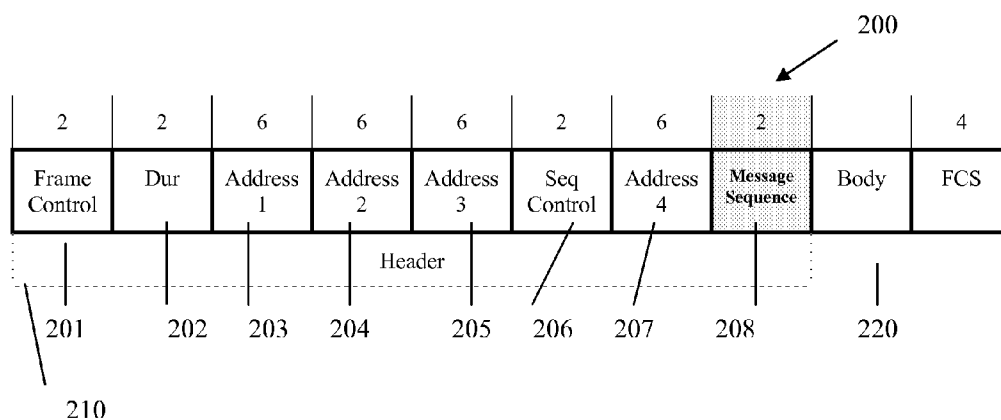 200
2 2 6 6 6 2 6 2 4
Frame Control Dur Address 1 Address 2 Address 3 Seq Control Address 4 Message Sequence Body FCS
Header
201 202 203 204 205 206 207 208 220
210